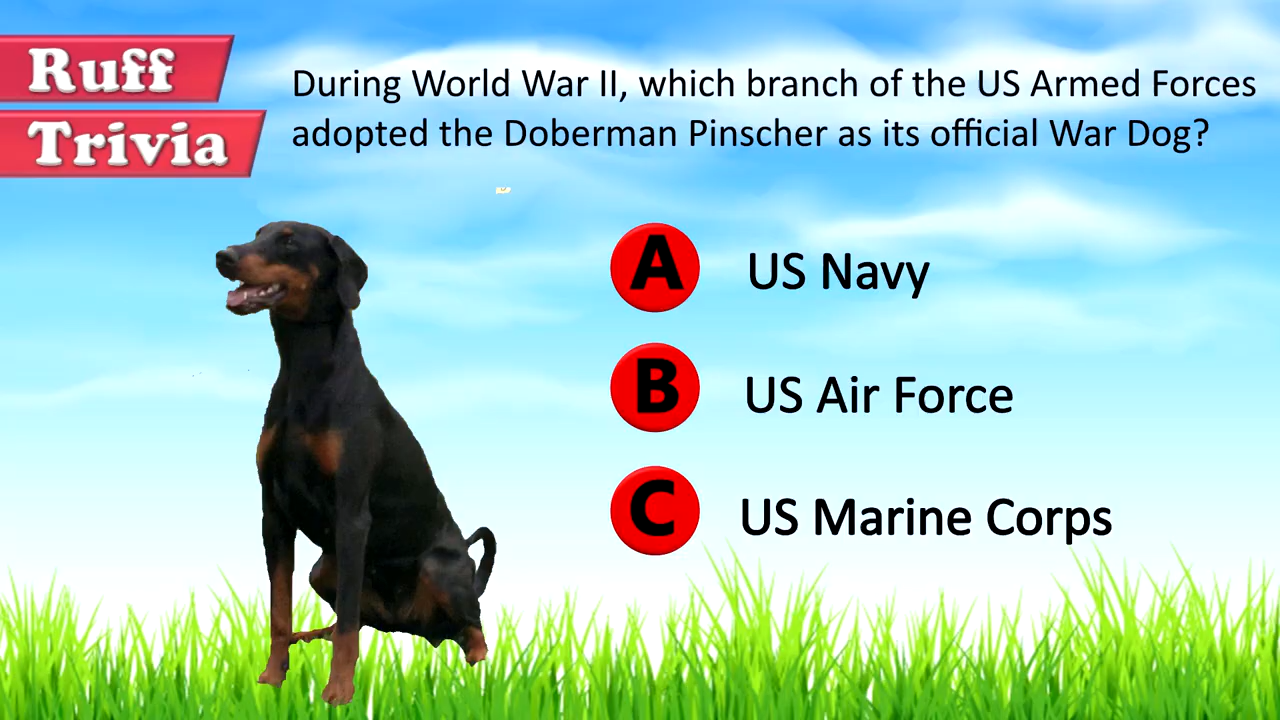 Ruff
Trivia
During World War II, which branch of the US Armed Forces
adopted the Doberman Pinscher as its official War Dog?
A US Navy
B US Air Force
C US Marine Corps